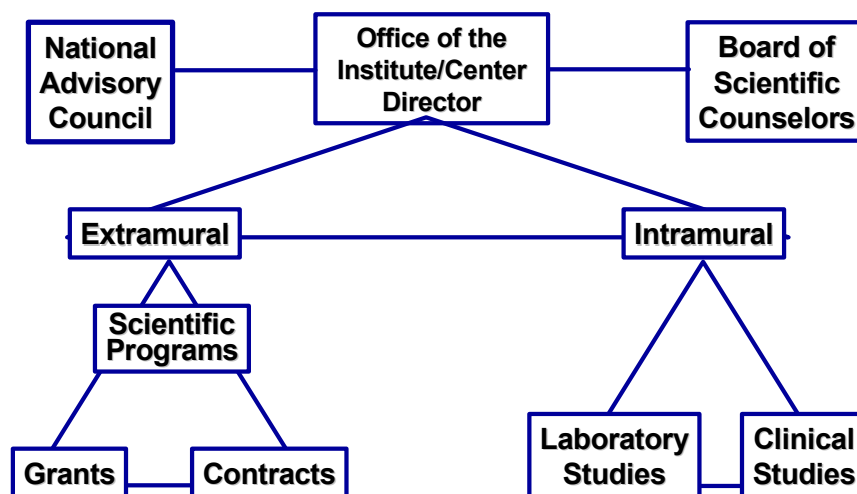 National
Advisory
Council
Office of the
Institute/Center
Director
Board of
Scientific
Counselors
Extramural
Intramural
Scientific
Programs
Grants
Contracts
Laboratory
Studies
Clinical
Studies